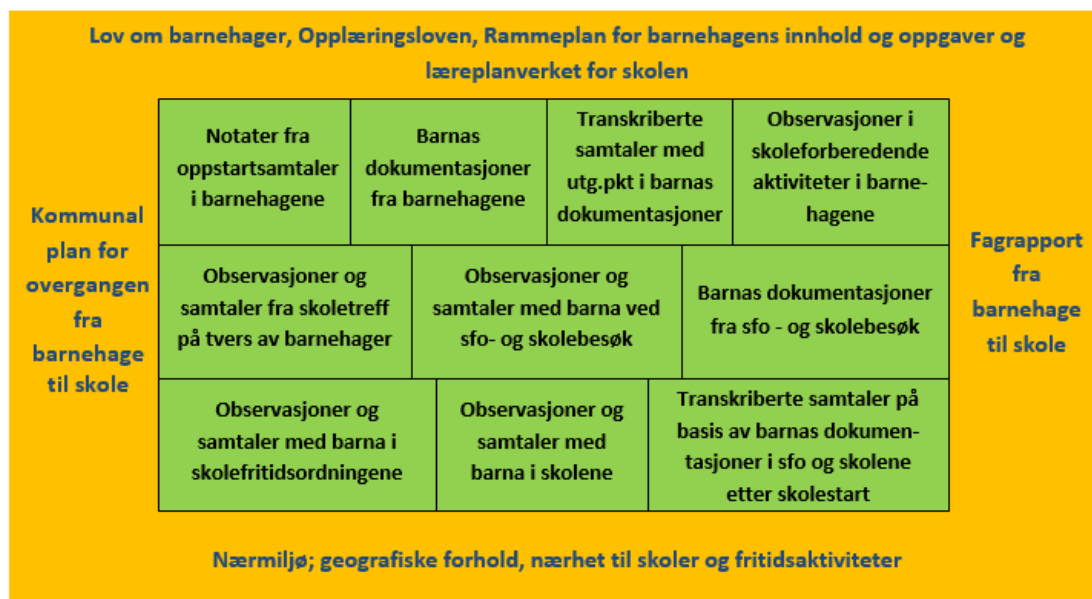 Lov om barnehager, Opplæringsloven, Rammeplan for barnehagens innhold og oppgaver og
læreplanverket for skolen
Kommunal
plan for
overgangen
fra
barnehage
til skole
Notater fra
oppstartsamtaler
i barnehagene
Barnas
dokumentasjoner
fra barnehagene
Transkriberte
samtaler med
utg.pkt i barnas
dokumentasjoner
Observasjoner i
skoleforberedende
aktiviteter i barne-
hagene
Observasjoner og
samtaler fra skoletreff
på tvers av barnehager
Observasjoner og
samtaler med barna ved
sfo- og skolebesøk
Barnas dokumentasjoner
fra sfo - og skolebesøk
Observasjoner og
samtaler med barna i
skolefritidsordningene
Observasjoner og
samtaler med
barna i skolene
Transkriberte samtaler på
basis av barnas dokumen-
tasjoner i sfo og skolene
etter skolestart
Fagrapport
fra
barnehage
til skole
Nærmiljø; geografiske forhold, nærhet til skoler og fritidsaktiviteter